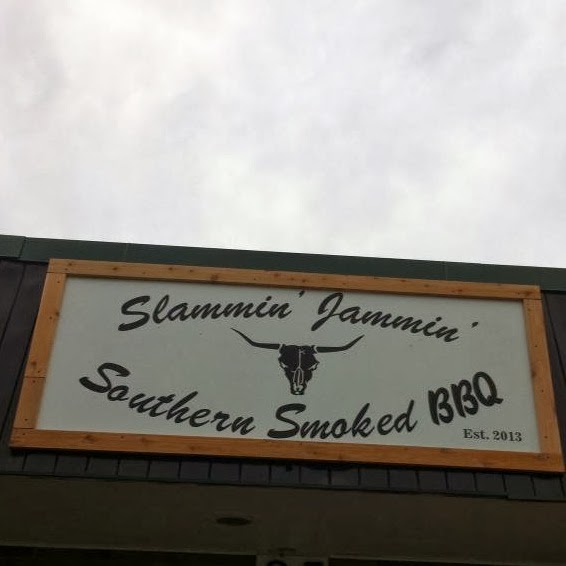 Slammin' Jammin'
Southern Smoked BBQ
Est. 2013